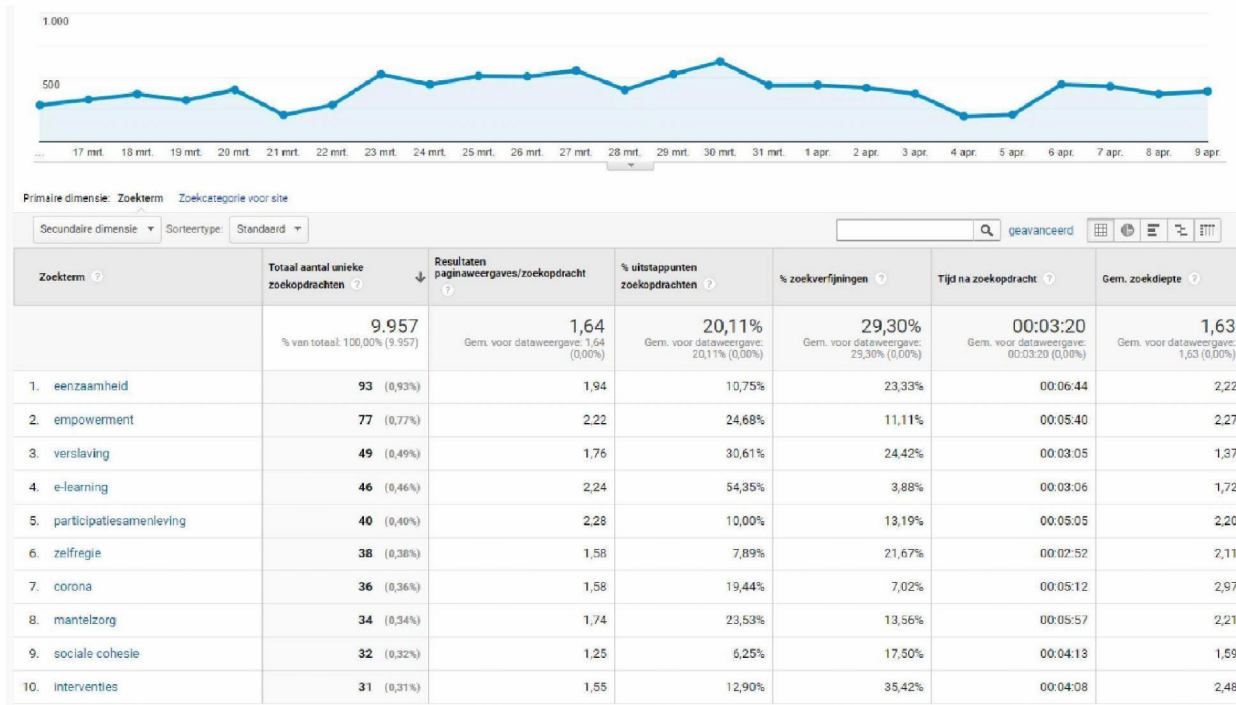 1.000
500
... 17 mrt. 18 mrt. 19 mrt. 20 mrt. 21 mrt. 22 mrt. 23 mrt. 24 mrt. 25 mrt. 26 mrt. 27 mrt. 28 mrt. 29 mrt. 30 mrt. 31 mrt. 1 apr. 2 apr. 3 apr. 4 apr. 5 apr. 6 apr. 7 apr. 8 apr. 9 apr.
Primaire dimensie: Zoekterm Zoekcategorie voor site
Secundaire dimensie Sorteertype: Standaard geavanceerd
Zoekterm ?
Totaal aantal unieke
zoekopdrachten ?
Resultaten
paginaweergaves/zoekopdracht
?
% uitstappunten
zoekopdrachten ?
% zoekverfijningen ?
Tijd na zoekopdracht ?
Gem. zoekdiepte ?
9.957
% van totaal: 100,00% (9.957)
1,64
Gem. voor dataweergave: 1,64
(0,00%)
20,11%
Gem. voor dataweergave:
20,11% (0,00%)
29,30%
Gem. voor dataweergave:
29,30% (0,00%)
00:03:20
Gem. voor dataweergave:
00:03:20 (0,00%)
1,63
Gem. voor dataweergave:
1,63 (0,00%)
1. eenzaamheid 93 (0,93%) 1,94 10,75% 23,33% 00:06:44 2,22
2. empowerment 77 (0,77%) 2,22 24,68% 11,11% 00:05:40 2,27
3. verslaving 49 (0,49%) 1,76 30,61% 24,42% 00:03:05 1,37
4. e-learning 46 (0,46%) 2,24 54,35% 3,88% 00:03:06 1,72
5. participatiesamenleving 40 (0,40%) 2,28 10,00% 13,19% 00:05:05 2,20
6. zelfregie 38 (0,38%) 1,58 7,89% 21,67% 00:02:52 2,11
7. corona 36 (0,36%) 1,58 19,44% 7,02% 00:05:12 2,97
8. mantelzorg 34 (0,34%) 1,74 23,53% 13,56% 00:05:57 2,21
9. sociale cohesie 32 (0,32%) 1,25 6,25% 17,50% 00:04:13 1,59
10. interventies 31 (0,31%) 1,55 12,90% 35,42% 00:04:08 2,48